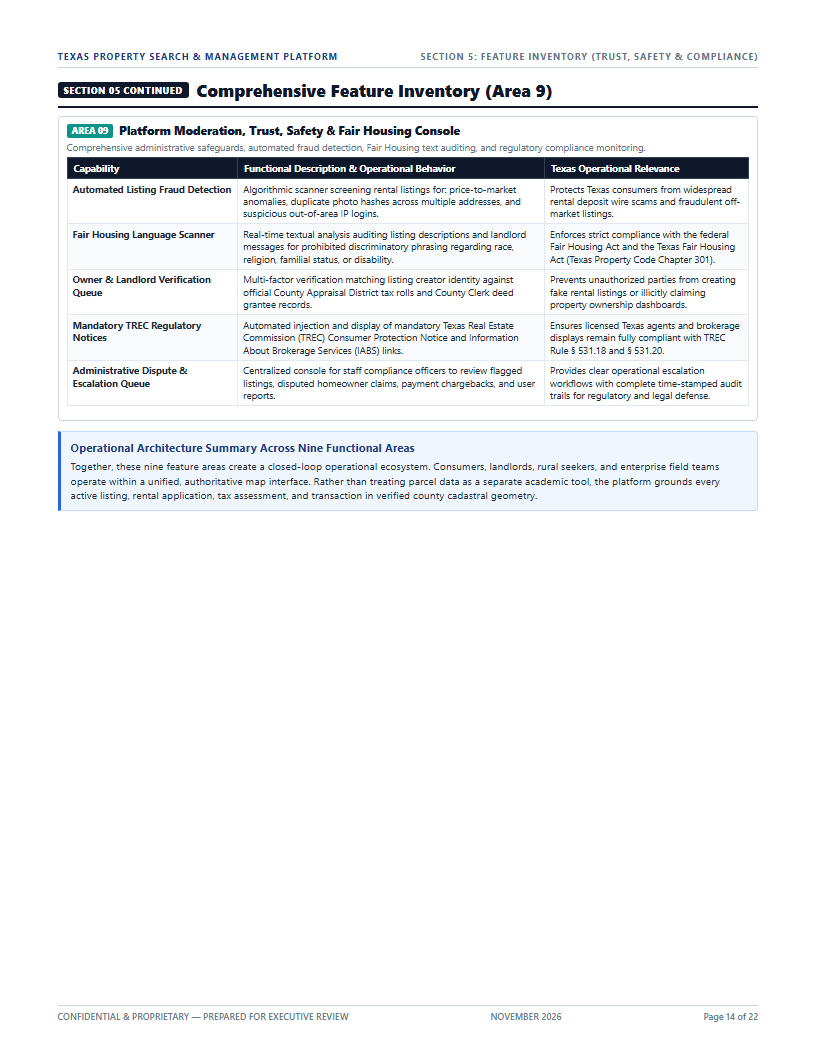 TEXAS PROPERTY SEARCH & MANAGEMENT PLATFORM
SECTION 5: FEATURE INVENTORY (TRUST, SAFETY & COMPLIANCE)
SECTION 05 CONTINUED Comprehensive Feature Inventory (Area 9)
AREA 09 Platform Moderation, Trust, Safety & Fair Housing Console
Comprehensive administrative safeguards, automated fraud detection, Fair Housing text auditing, and regulatory compliance monitoring.
Capability
Functional Description & Operational Behavior
Texas Operational Relevance
Automated Listing Fraud Detection
Algorithmic scanner screening rental listings for: price-to-market
anomalies, duplicate photo hashes across multiple addresses, and
suspicious out-of-area IP logins.
Protects Texas consumers from widespread
rental deposit wire scams and fraudulent off-
market listings.
Fair Housing Language Scanner
Real-time textual analysis auditing listing descriptions and landlord
messages for prohibited discriminatory phrasing regarding race,
religion, familial status, or disability.
Enforces strict compliance with the federal
Fair Housing Act and the Texas Fair Housing
Act (Texas Property Code Chapter 301).
Owner & Landlord Verification
Queue
Multi-factor verification matching listing creator identity against
official County Appraisal District tax rolls and County Clerk deed
grantee records.
Prevents unauthorized parties from creating
fake rental listings or illicitly claiming
property ownership dashboards.
Mandatory TREC Regulatory
Notices
Automated injection and display of mandatory Texas Real Estate
Commission (TREC) Consumer Protection Notice and Information
About Brokerage Services (IABS) links.
Ensures licensed Texas agents and brokerage
displays remain fully compliant with TREC
Rule § 531.18 and § 531.20.
Administrative Dispute &
Escalation Queue
Centralized console for staff compliance officers to review flagged
listings, disputed homeowner claims, payment chargebacks, and user
reports.
Provides clear operational escalation
workflows with complete time-stamped audit
trails for regulatory and legal defense.
Operational Architecture Summary Across Nine Functional Areas
Together, these nine feature areas create a closed-loop operational ecosystem. Consumers, landlords, rural seekers, and enterprise field teams
operate within a unified, authoritative map interface. Rather than treating parcel data as a separate academic tool, the platform grounds every
active listing, rental application, tax assessment, and transaction in verified county cadastral geometry.
CONFIDENTIAL & PROPRIETARY — PREPARED FOR EXECUTIVE REVIEW
NOVEMBER 2026
Page 14 of 22